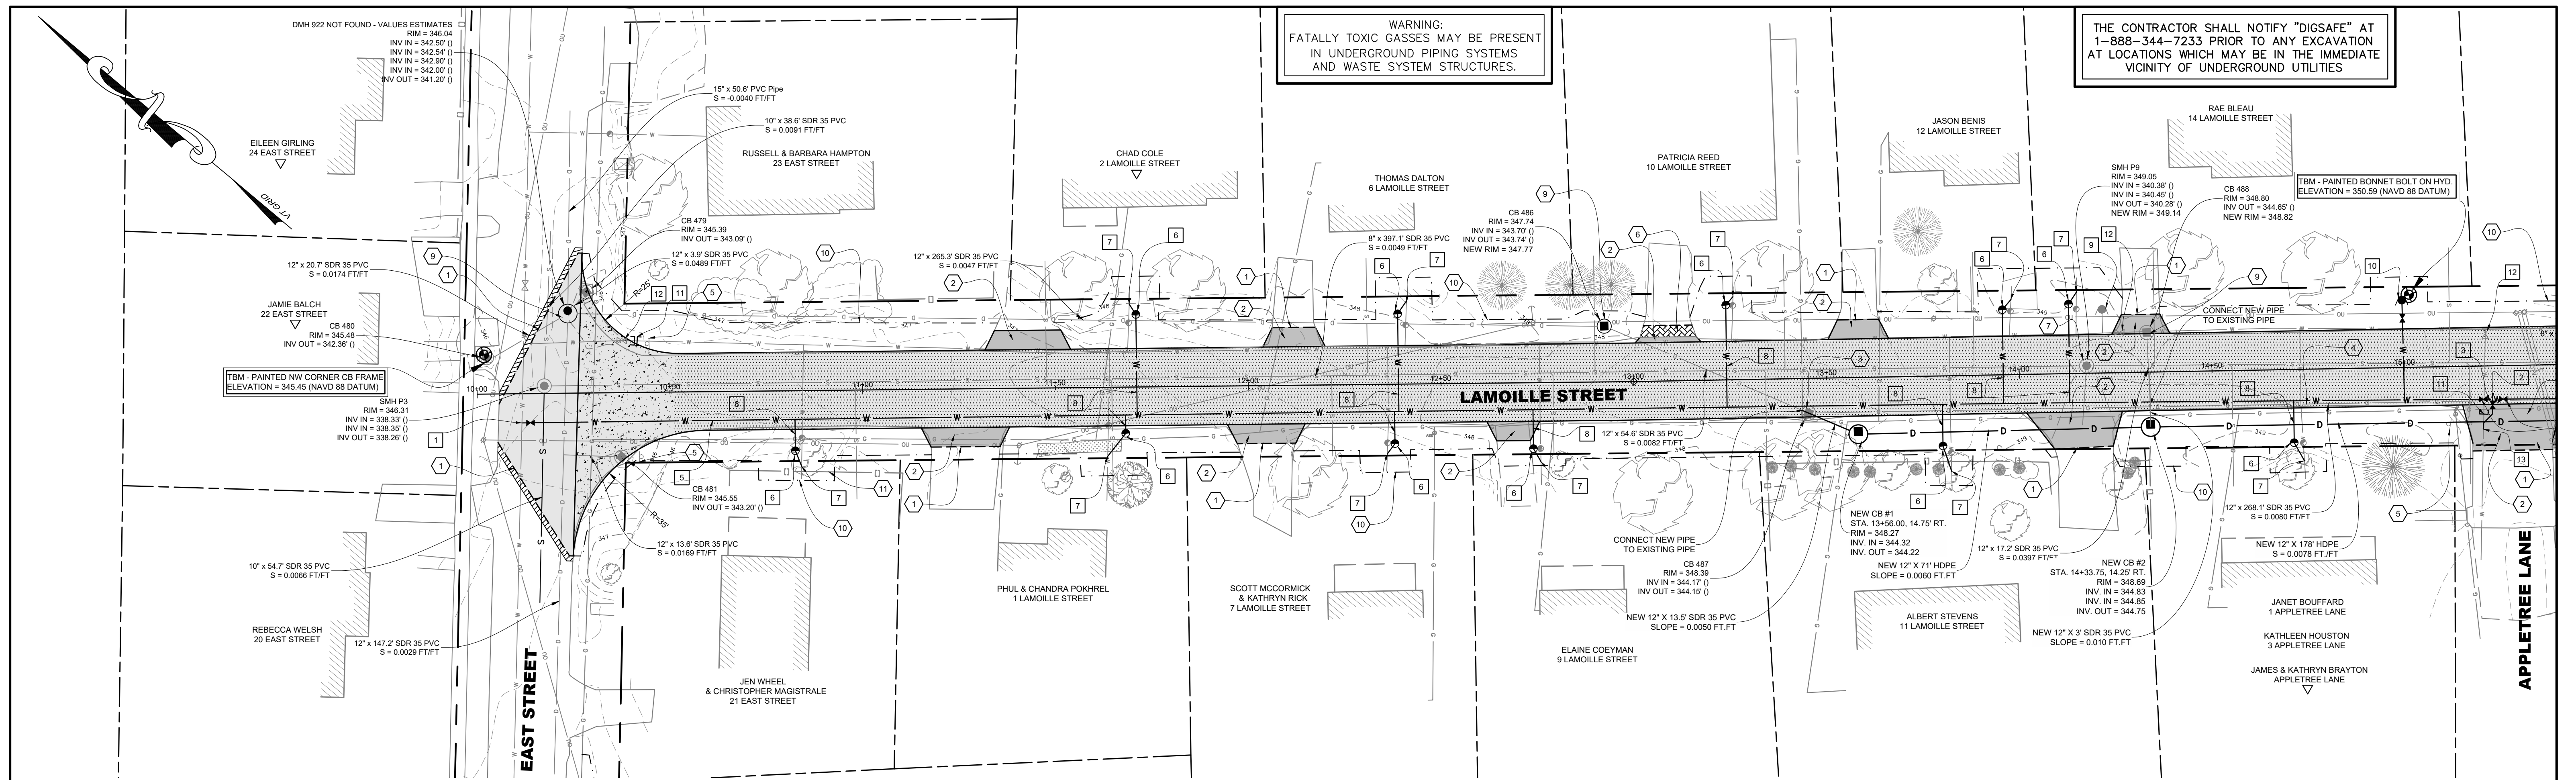 DMH 922 NOT FOUND - VALUES ESTIMATES
RIM = 346.04
INV IN = 342.50' ()
INV IN = 342.54' ()
INV IN = 342.90' ()
INV IN = 342.00' ()
INV OUT = 341.20' ()
WARNING:
FATALLY TOXIC GASSES MAY BE PRESENT
IN UNDERGROUND PIPING SYSTEMS
AND WASTE SYSTEM STRUCTURES.
THE CONTRACTOR SHALL NOTIFY "DIGSAFE" AT
1-888-344-7233 PRIOR TO ANY EXCAVATION
AT LOCATIONS WHICH MAY BE IN THE IMMEDIATE
VICINITY OF UNDERGROUND UTILITIES
VT GRID
EILEEN GIRLING
24 EAST STREET
15" x 50.6' PVC Pipe
S = -0.0040 FT/FT
10" x 38.6' SDR 35 PVC
S = 0.0091 FT/FT
RUSSELL & BARBARA HAMPTON
23 EAST STREET
CHAD COLE
2 LAMOILLE STREET
THOMAS DALTON
6 LAMOILLE STREET
PATRICIA REED
10 LAMOILLE STREET
JASON BENIS
12 LAMOILLE STREET
RAE BLEAU
14 LAMOILLE STREET
SMH P9
RIM = 349.05
INV IN = 340.38' ()
INV IN = 340.45' ()
INV OUT = 340.28' ()
NEW RIM = 349.14
CB 488
RIM = 348.80
INV OUT = 344.65' ()
NEW RIM = 348.82
TBM - PAINTED BONNET BOLT ON HYD.
ELEVATION = 350.59 (NAVD 88 DATUM)
CB 479
RIM = 345.39
INV OUT = 343.09' ()
12" x 3.9' SDR 35 PVC
S = 0.0489 FT/FT
12" x 265.3' SDR 35 PVC
S = 0.0047 FT/FT
8" x 397.1' SDR 35 PVC
S = 0.0049 FT/FT
CB 486
RIM = 347.74
INV IN = 343.70' ()
INV OUT = 343.74' ()
NEW RIM = 347.77
CONNECT NEW PIPE
TO EXISTING PIPE
12" x 20.7' SDR 35 PVC
S = 0.0174 FT/FT
JAMIE BALCH
22 EAST STREET
CB 480
RIM = 345.48
INV OUT = 342.36' ()
TBM - PAINTED NW CORNER CB FRAME
ELEVATION = 345.45 (NAVD 88 DATUM)
SMH P3
RIM = 346.31
INV IN = 338.33' ()
INV IN = 338.35' ()
INV OUT = 338.26' ()
R=25'
10+00
10+50
11+00
11+50
12+00
12+50
13+00
13+50
14+00
14+50
15+00
LAMOILLE STREET
R=35'
CB 481
RIM = 345.55
INV OUT = 343.20' ()
12" x 13.6' SDR 35 PVC
S = 0.0169 FT/FT
10" x 54.7' SDR 35 PVC
S = 0.0066 FT/FT
REBECCA WELSH
20 EAST STREET
12" x 147.2' SDR 35 PVC
S = 0.0029 FT/FT
EAST STREET
JEN WHEEL
& CHRISTOPHER MAGISTRALE
21 EAST STREET
PHUL & CHANDRA POKHREL
1 LAMOILLE STREET
SCOTT MCCORMICK
& KATHRYN RICK
7 LAMOILLE STREET
12" x 54.6' SDR 35 PVC
S = 0.0082 FT/FT
CONNECT NEW PIPE
TO EXISTING PIPE
CB 487
RIM = 348.39
INV IN = 344.17' ()
INV OUT = 344.15' ()
NEW 12" X 13.5' SDR 35 PVC
SLOPE = 0.0050 FT.FT
ELAINE COEYMAN
9 LAMOILLE STREET
NEW CB #1
STA. 13+56.00, 14.75' RT.
RIM = 348.27
INV. IN = 344.32
INV. OUT = 344.22
NEW 12" X 71' HDPE
SLOPE = 0.0060 FT.FT
ALBERT STEVENS
11 LAMOILLE STREET
12" x 17.2' SDR 35 PVC
S = 0.0397 FT/FT
NEW CB #2
STA. 14+33.75, 14.25' RT.
RIM = 348.69
INV. IN = 344.83
INV. IN = 344.85
INV. OUT = 344.75
NEW 12" X 3' SDR 35 PVC
SLOPE = 0.010 FT.FT
12" x 268.1' SDR 35 PVC
S = 0.0080 FT/FT
NEW 12" X 178' HDPE
S = 0.0078 FT./FT
JANET BOUFFARD
1 APPLETREE LANE
KATHLEEN HOUSTON
3 APPLETREE LANE
JAMES & KATHRYN BRAYTON
APPLETREE LANE
APPLETREE LANE